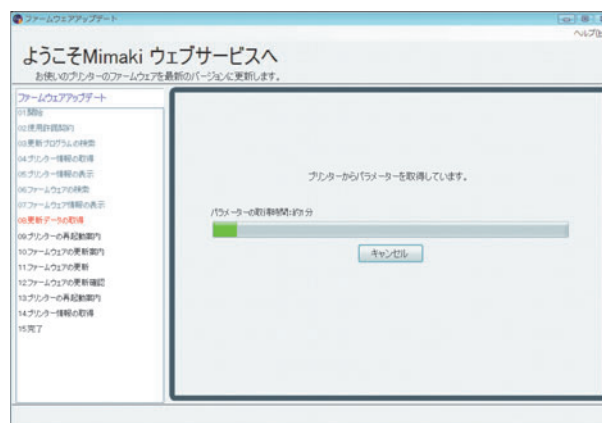 ファームウェアアップデート
ヘルプ(H
ようこそMimaki ウェブサービスへ
お使いのプリンターのファームウェアを最新のバージョンに更新します。
ファームウェアアップデート
01開始
02使用許諾契約
03更新プログラムの検索
04プリンター情報の取得
05プリンター情報の表示
06ファームウェアの検索
07ファームウェア情報の表示
08更新データの取得
09プリンターの再起動案内
10ファームウェアの更新案内
11ファームウェアの更新
12ファームウェアの更新確認
13プリンターの再起動案内
14プリンター情報の取得
15完了
プリンターからパラメーターを取得しています。
パラメーターの取得時間:約1分
キャンセル